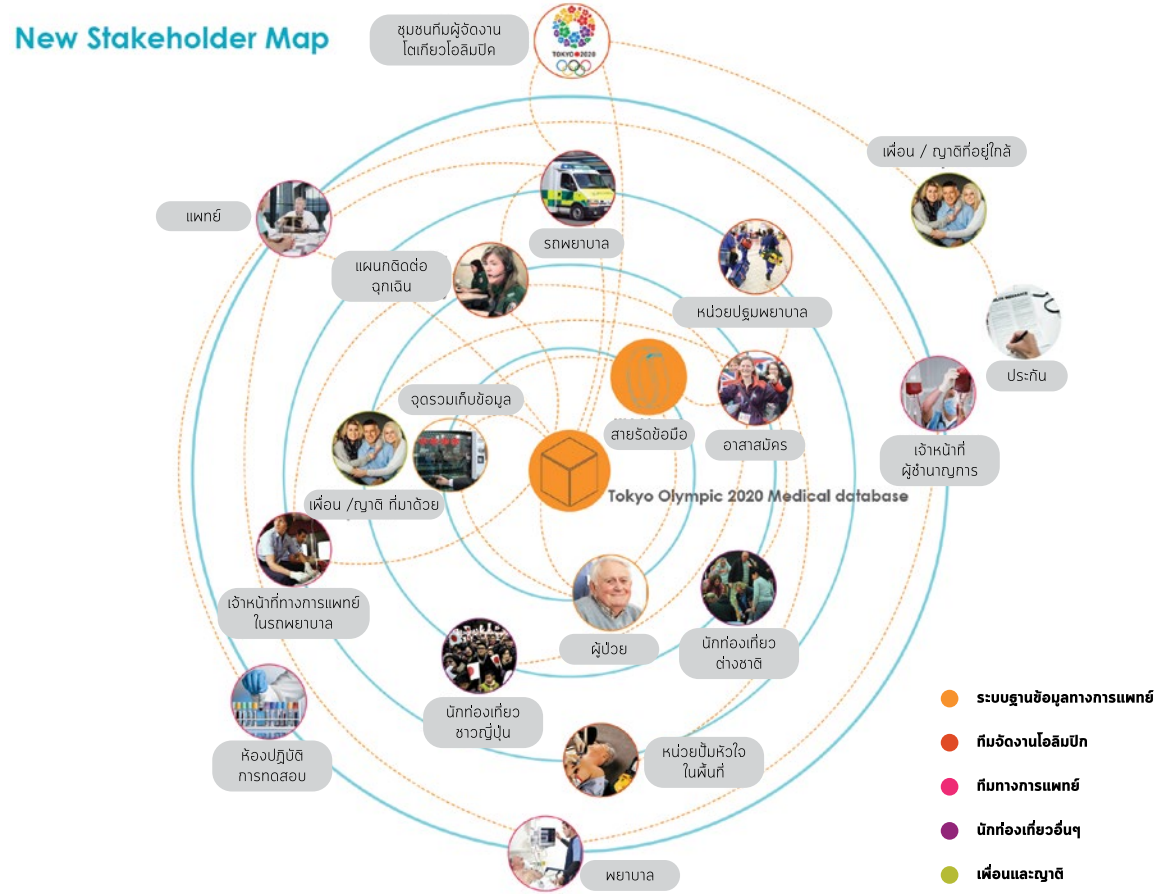 New Stakeholder Map
ชุมชนทีมผู้จัดงาน
โตเกียวโอลิมปิค
TOKYO 2020
เพื่อน / ญาติที่อยู่ใกล้
แพทย์
รถพยาบาล
แผนกติดต่อ
ฉุกเฉิน
หน่วยปฐมพยาบาล
ประกัน
จุดรวมเก็บข้อมูล
สายรัดข้อมือ
อาสาสมัคร
เจ้าหน้าที่
ผู้ชำนาญการ
Tokyo Olympic 2020 Medical database
เพื่อน /ญาติ ที่มาด้วย
เจ้าหน้าที่ทางการแพทย์
ในรถพยาบาล
ผู้ป่วย
นักท่องเที่ยว
ต่างชาติ
นักท่องเที่ยว
ชาวญี่ปุ่น
ห้องปฏิบัติ
การทดสอบ
หน่วยปั้มหัวใจ
ในพื้นที่
พยาบาล
ระบบฐานข้อมูลทางการแพทย์
ทีมจัดงานโอลิมปิก
ทีมทางการแพทย์
นักท่องเที่ยวอื่นๆ
เพื่อนและญาติ